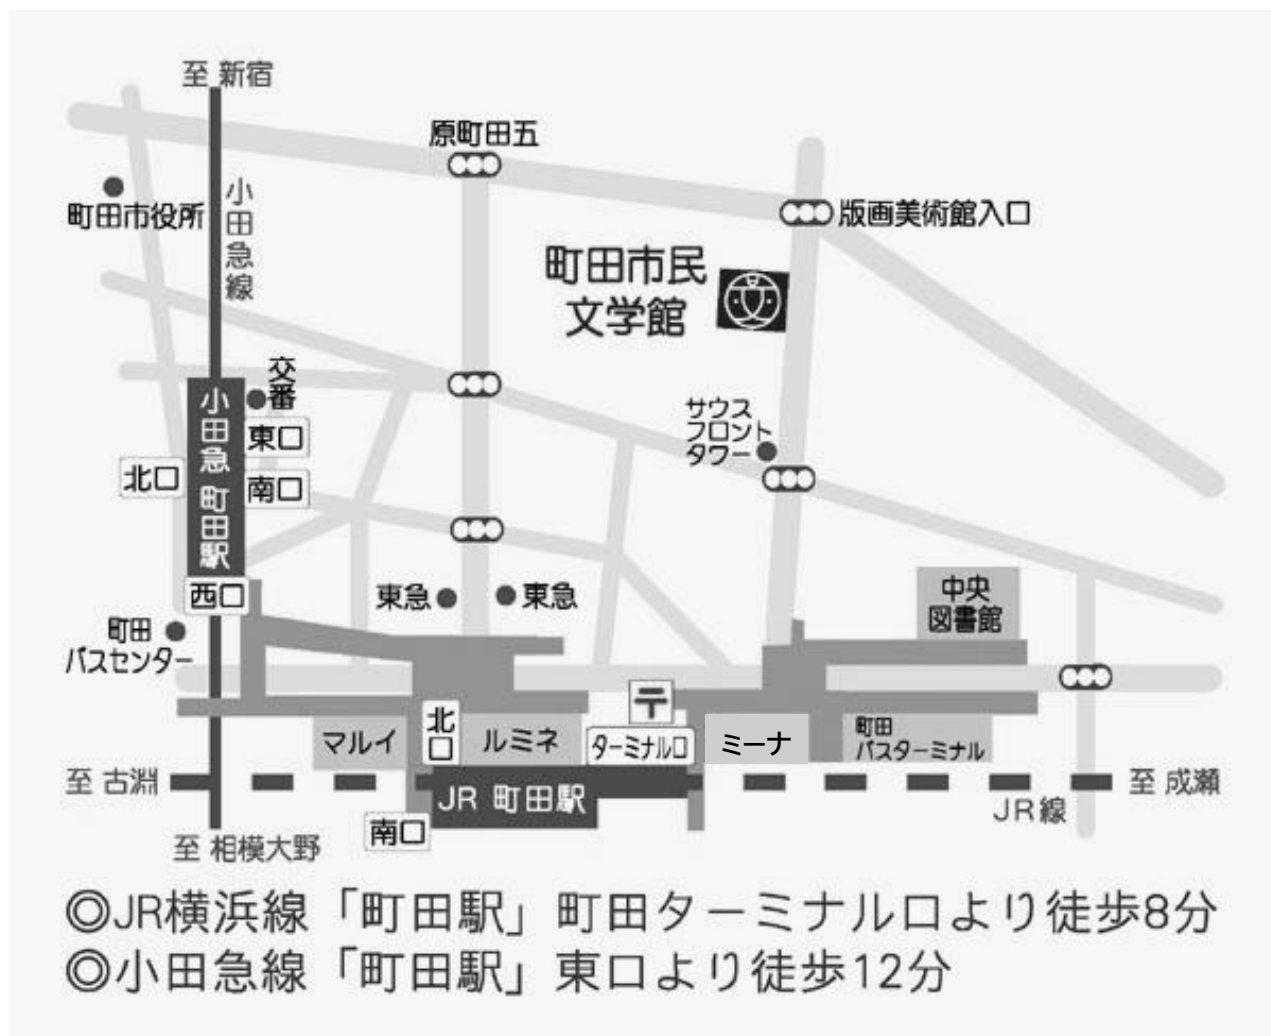 至 新宿
原町田五
小田急線
町田市役所
版画美術館入口
町田市民
文学館
交番
小田急 町田駅
東口
サウス
フロント
タワー
北口
南口
西口
東急
東急
中央
図書館
町田
バスセンター
〒
マルイ
北口
ルミネ
ターミナル口
ミーナ
町田
バスターミナル
至 古淵
JR 町田駅
至 成瀬
JR線
南口
至 相模大野
◎JR横浜線「町田駅」町田ターミナル口より徒歩8分
◎小田急線「町田駅」東口より徒歩12分